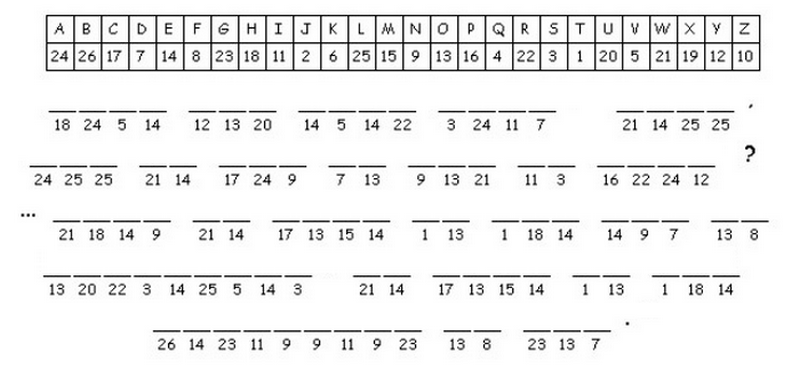 A B C D E F G H I J K L M N O P Q R S T U V W X Y Z
24 26 17 7 14 8 23 18 11 2 6 25 15 9 13 16 4 22 3 1 20 5 21 19 12 10
18 24 5 14 12 13 20 14 5 14 22 3 24 11 7 21 14 25 25 ,
24 25 25 21 14 17 24 9 7 13 9 13 21 11 3 16 22 24 12 ?
... 21 18 14 9 21 14 17 13 15 14 1 13 1 18 14 14 9 7 13 8
13 20 22 3 14 25 5 14 3 21 14 17 13 15 14 1 13 1 18 14
26 14 23 11 9 9 11 9 23 13 8 23 13 7 .